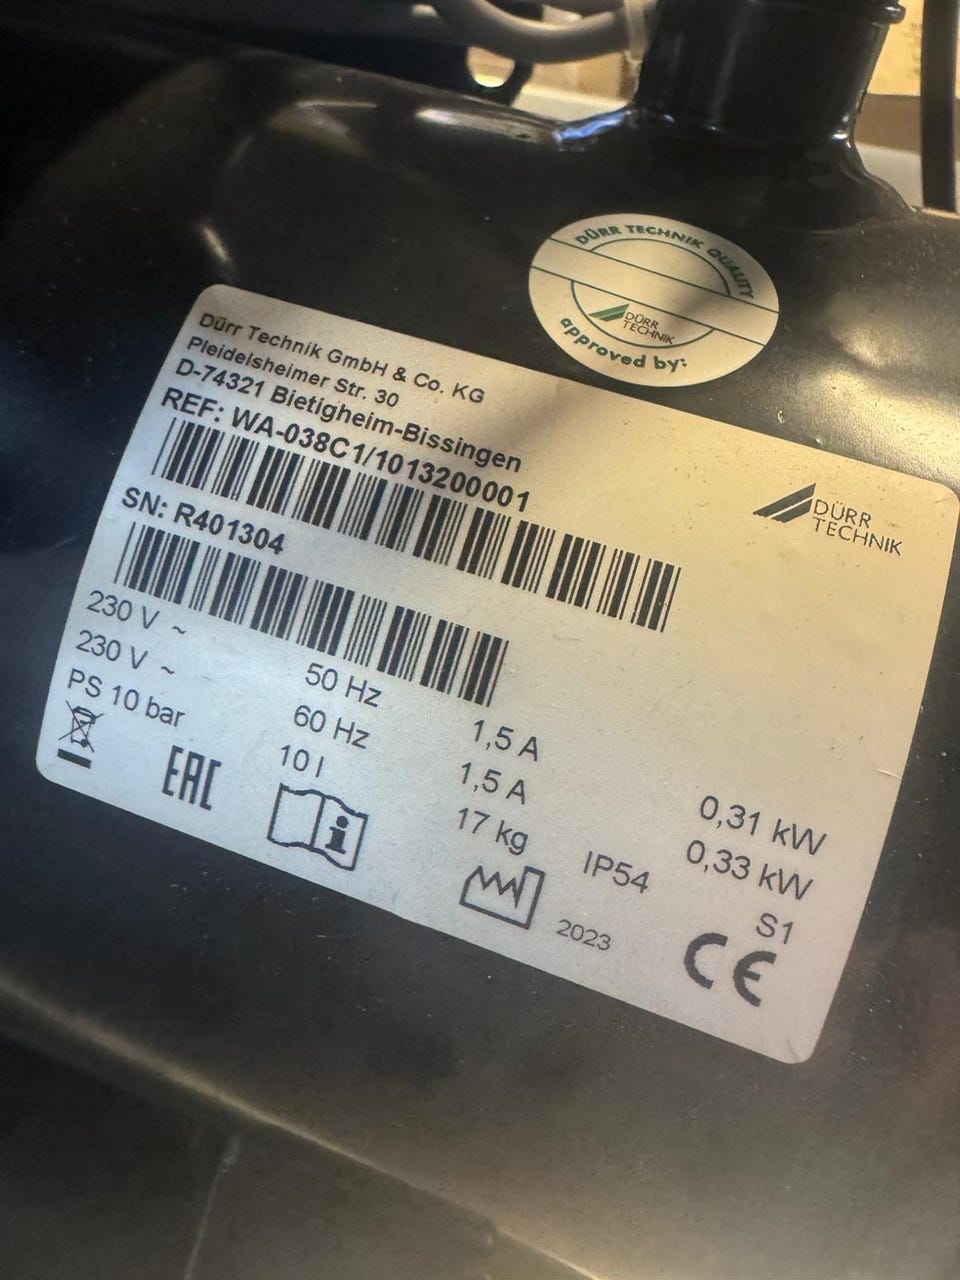 DÜRR TECHNIK QUALITY
DÜRR
TECHNIK
approved by:
Dürr Technik GmbH & Co. KG
Pleidelsheimer Str. 30
D-74321 Bietigheim-Bissingen
REF: WA-038C1/1013200001
DÜRR
TECHNIK
SN: R401304
230 V ~ 50 Hz 1,5 A 0,31 kW
230 V ~ 60 Hz 1,5 A 0,33 kW
PS 10 bar 10 l 17 kg IP54 S1
EAC 2023 CE